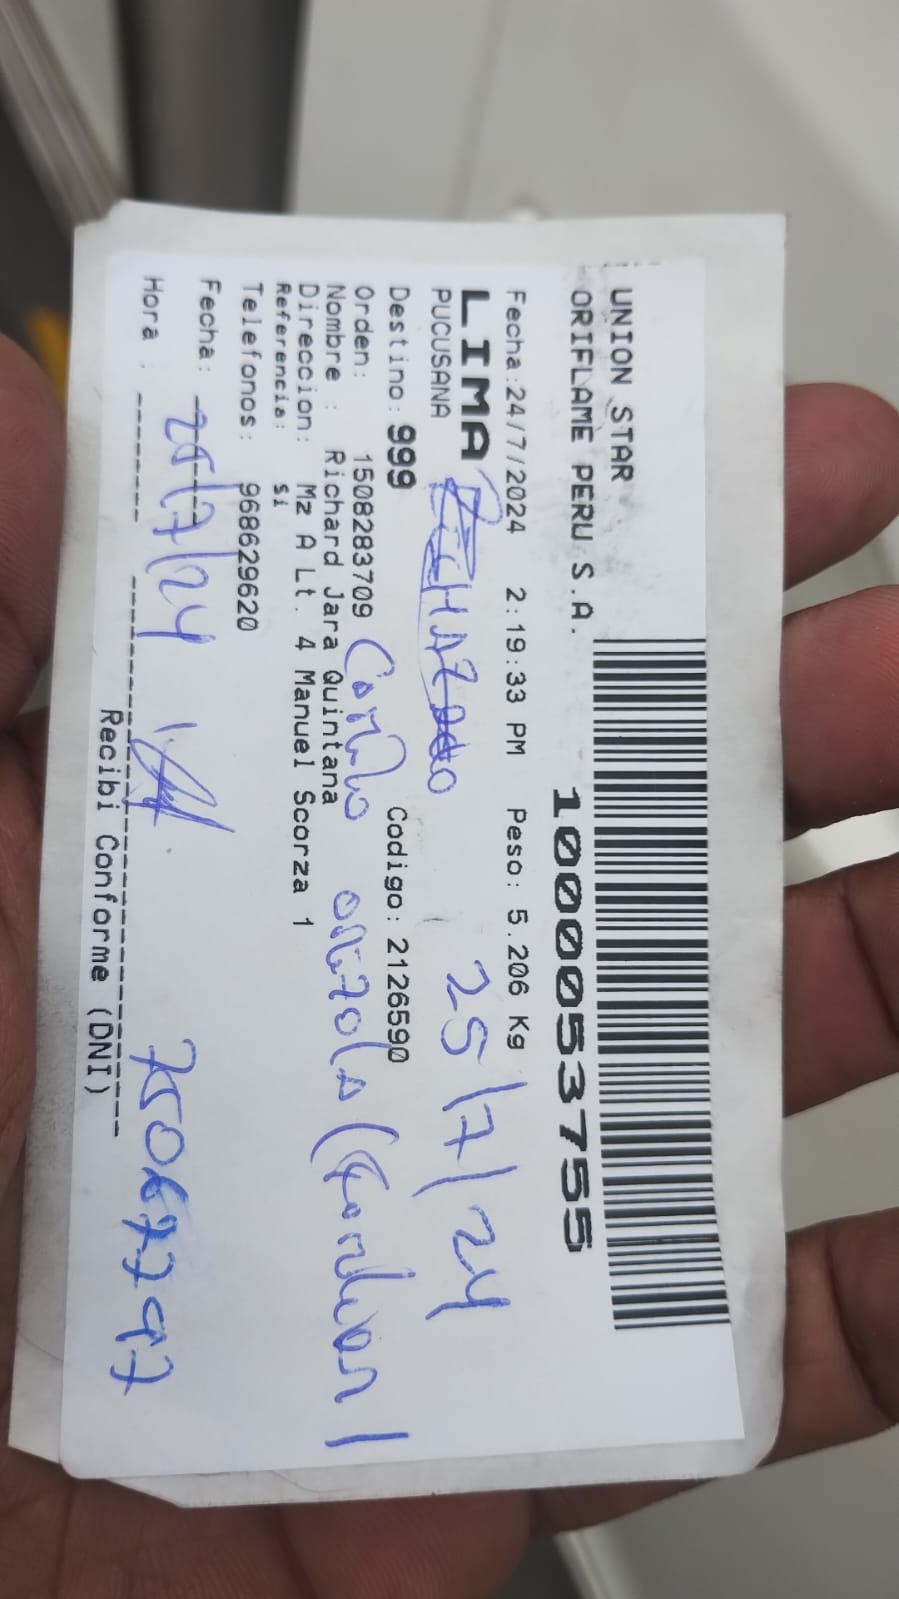 UNION STAR
ORIFLAME PERU S.A.
1000053755
Fecha:24/7/2024 2:19:33 PM Peso: 5.206 Kg
LIMA
PUCUSANA 25/7/24
Destino: 999 Codigo: 2126590
Orden: 1508283709
Nombre : Richard Jara Quintana
Direccion: Mz A Lt. 4 Manuel Scorza 1
Referencia: si
Telefonos: 968629620
Fecha: 25/7/24
Hora :
75067797
Recibi Conforme (DNI)